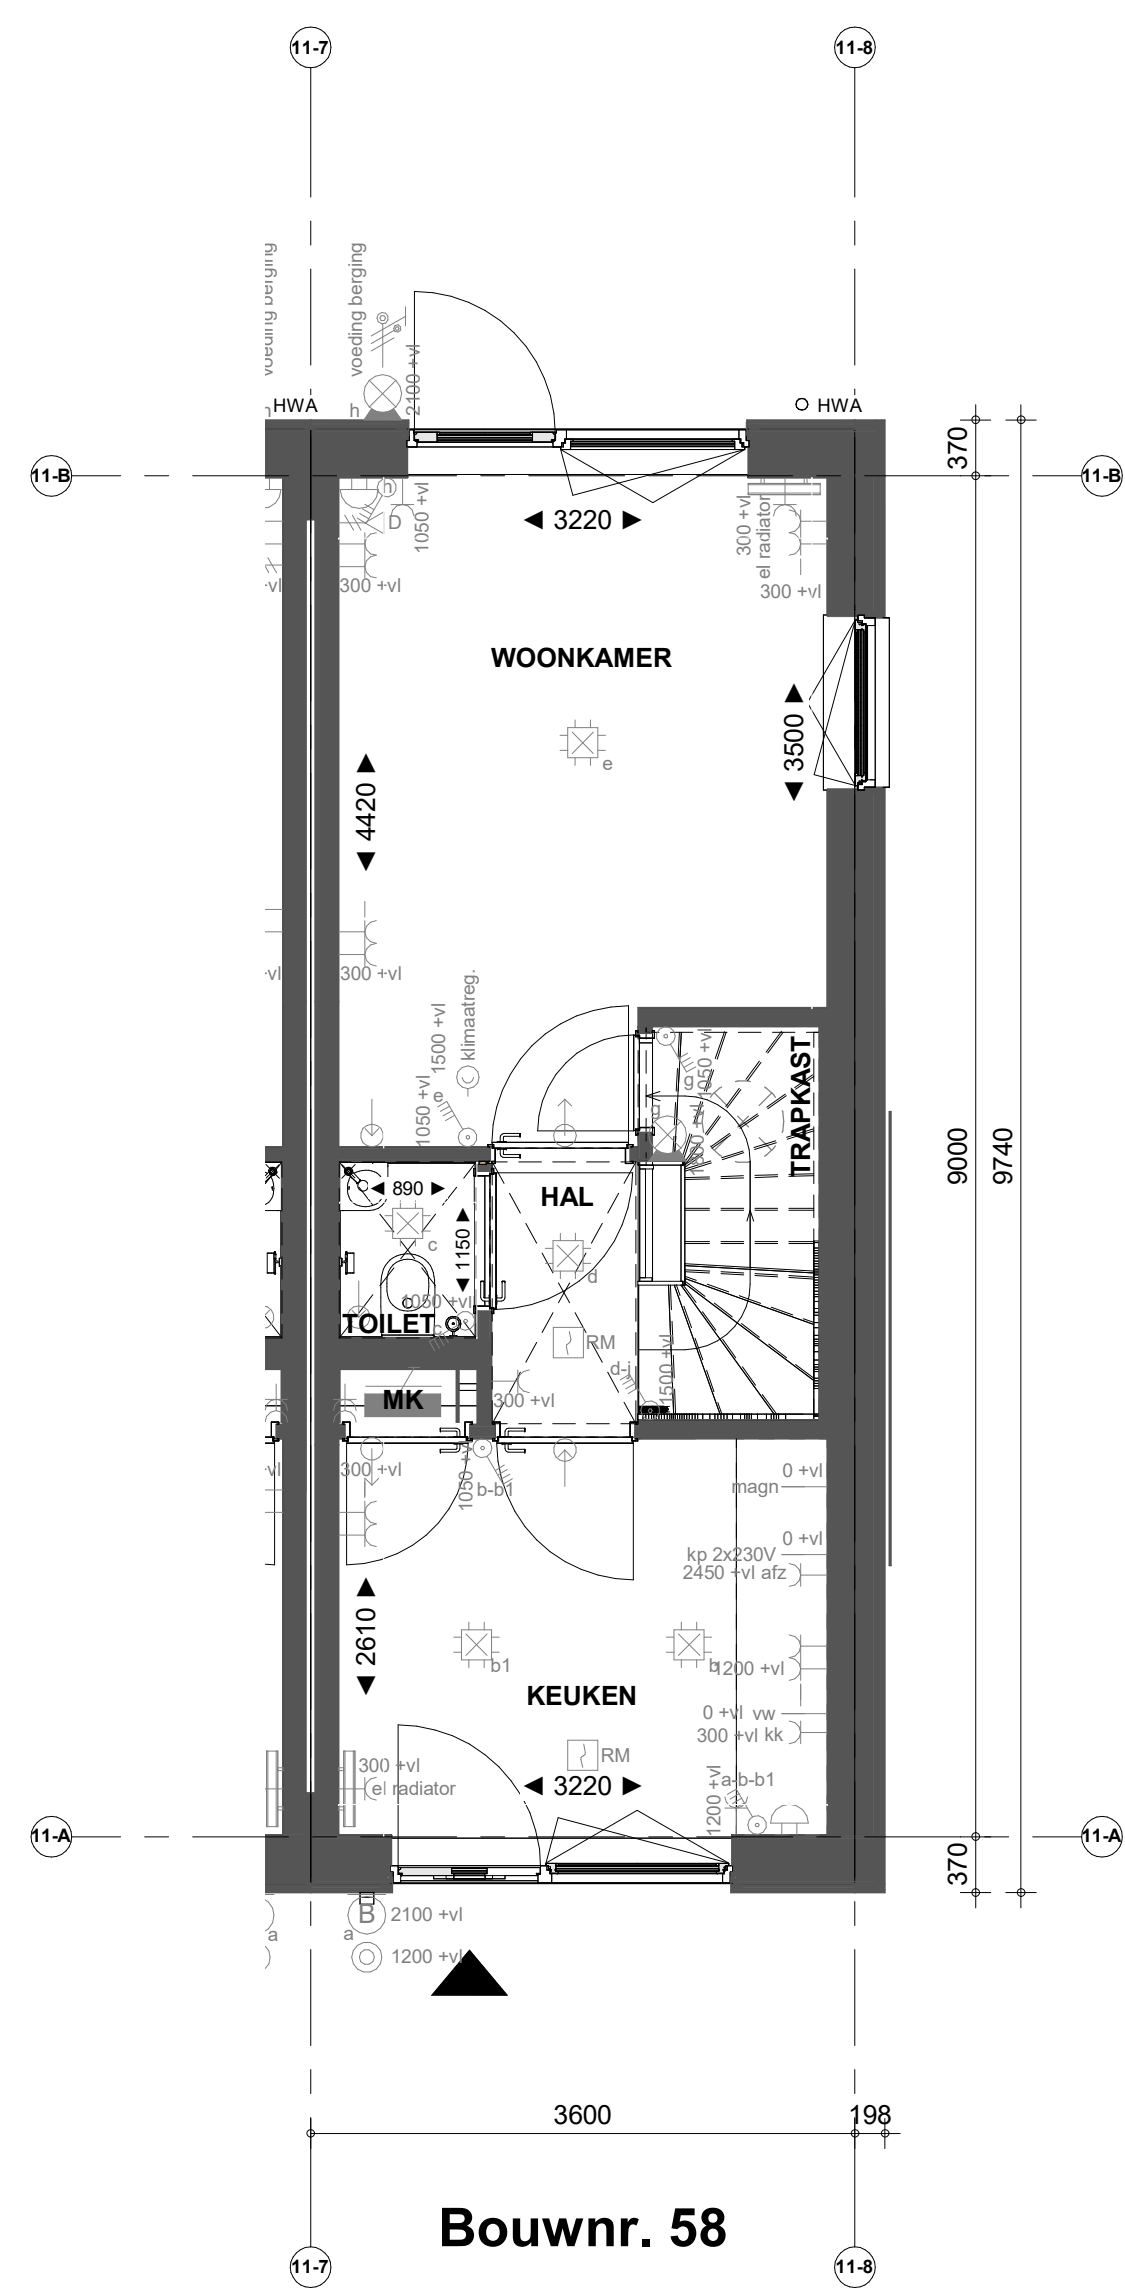 11-7
11-8
voeding berging
voeding berging
2100 +vl
h
HWA
h
HWA
370
11-B
11-B
h
D
1050 +vl
3220
300 +vl
el radiator
+vl
300 +vl
300 +vl
WOONKAMER
3500
e
4420
+vl
300 +vl
1500 +vl
klimaatreg.
1050 +vl
e
1050 +vl
g
g
TRAPKAST
9000
9740
890
HAL
1150
c
d
1050 +vl
TOILET
c
RM
d-j
1500 +vl
MK
300 +vl
+vl
300 +vl
1050 +vl
b-b1
0 +vl
magn
0 +vl
kp 2x230V
2450 +vl afz
2610
b1
b
1200 +vl
KEUKEN
0 +vl vw
300 +vl kk
RM
300 +vl
el radiator
3220
1200 +vl
a-b-b1
11-A
11-A
370
B
2100 +vl
a
a
1200 +vl
3600
198
Bouwnr. 58
11-7
11-8